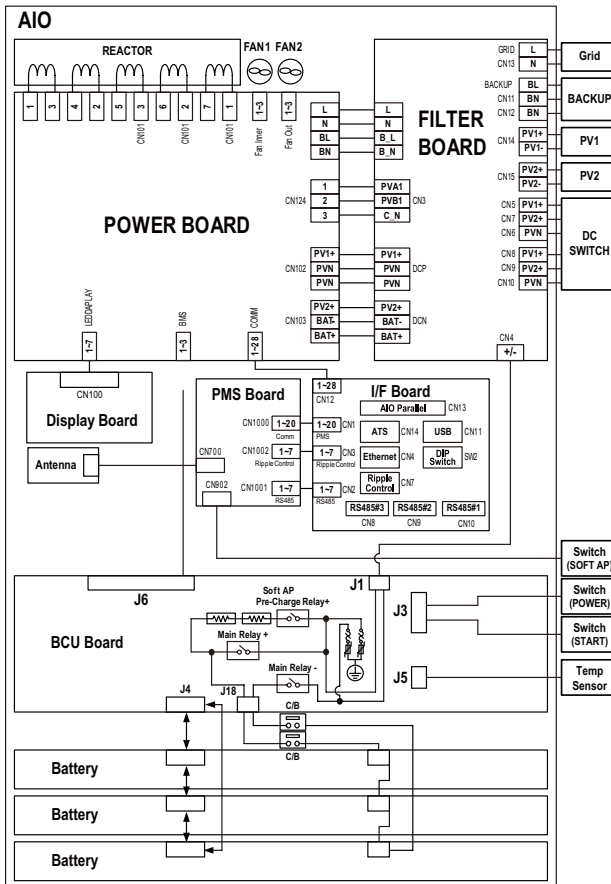 AIO
REACTOR
FAN1 FAN2
1 3 4 2 5 3 6 2 7 1
CN101 CN101 CN101
1~3 1~3
Fan Inner
Fan Out
POWER BOARD
L
N
BL
BN
L
N
B_L
B_N
CN124
1
2
3
PVA1
PVB1
C_N
CN3
CN102
PV1+
PVN
PVN
PV1+
PVN
PVN
DCP
CN103
PV2+
BAT-
BAT+
PV2+
BAT-
BAT+
DCN
LEDDAPLAY
1~7
BMS
1~3
COMM
1~28
FILTER
BOARD
GRID L
CN13 N
Grid
BACKUP BL
CN11 BN
CN12 BN
BACKUP
CN14
PV1+
PV1-
PV1
CN15
PV2+
PV2-
PV2
CN5 PV1+
CN7 PV2+
CN6 PVN
CN8 PV1+
CN9 PV2+
CN10 PVN
DC
SWITCH
CN4
+/-
CN100
Display Board
Antenna
PMS Board
CN700
CN902
CN1000 1~20
Comm
CN1002 1~7
Ripple Control
CN1001 1~7
RS485
I/F Board
1~28
CN12
1~20 CN1
PMS
1~7 CN3
Ripple Control
1~7 CN2
RS485
AIO Parallel CN13
ATS CN14
USB CN11
Ethernet CN4
DIP
Switch
SW2
Ripple
Control
CN7
RS485#3 RS485#2 RS485#1
CN8 CN9 CN10
Switch
(SOFT AP)
Switch
(POWER)
Switch
(START)
Temp
Sensor
BCU Board
J6
J1
J3
J5
Soft AP
Pre-Charge Relay+
Main Relay +
Main Relay -
J4
J18
C/B
C/B
Battery
Battery
Battery